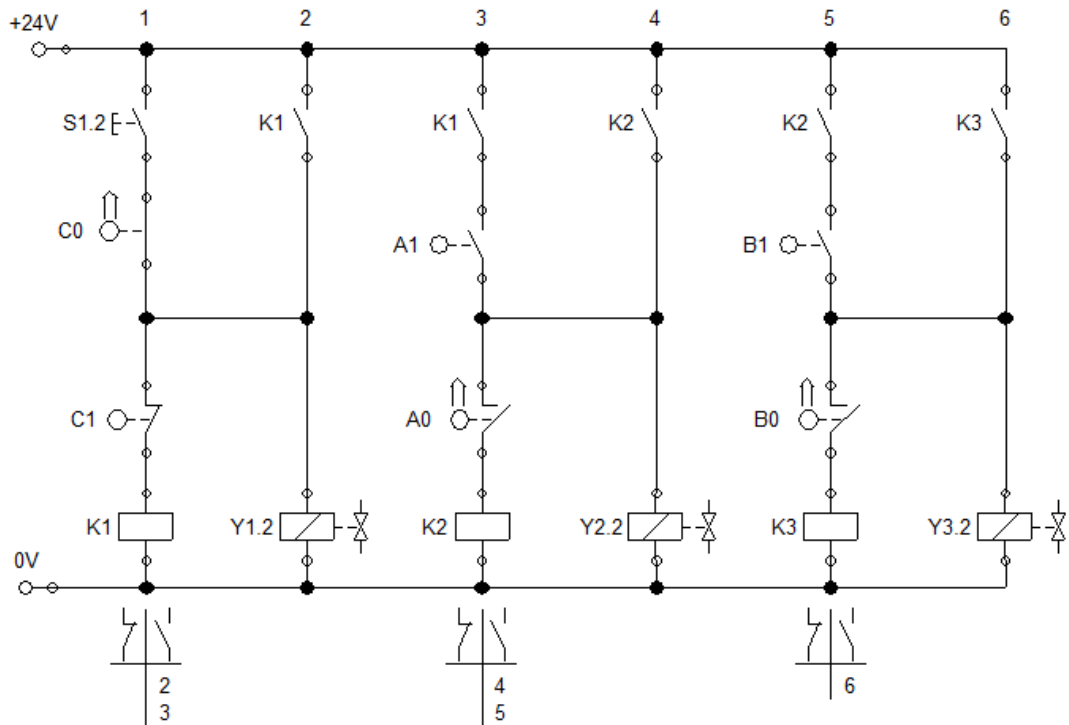 1 2 3 4 5 6
+24V
S1.2 K1 K1 K2 K2 K3
C0 A1 B1
C1 A0 B0
K1 Y1.2 K2 Y2.2 K3 Y3.2
0V
2 4 6
3 5